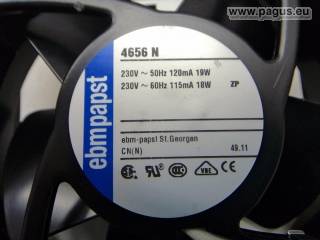 www.pagus.eu
ebmpapst
4656 N
230V ~ 50Hz 120mA 19W
230V ~ 60Hz 115mA 18W ZP
ebm-papst St.Georgen
CN(N) 49.11
VDE